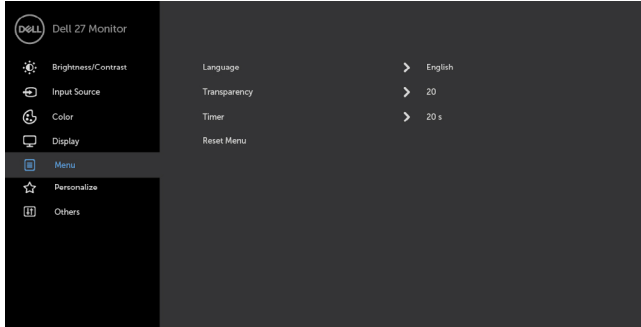 DELL Dell 27 Monitor
Brightness/Contrast
Input Source
Color
Display
Menu
Personalize
Others
Language English
Transparency 20
Timer 20 s
Reset Menu